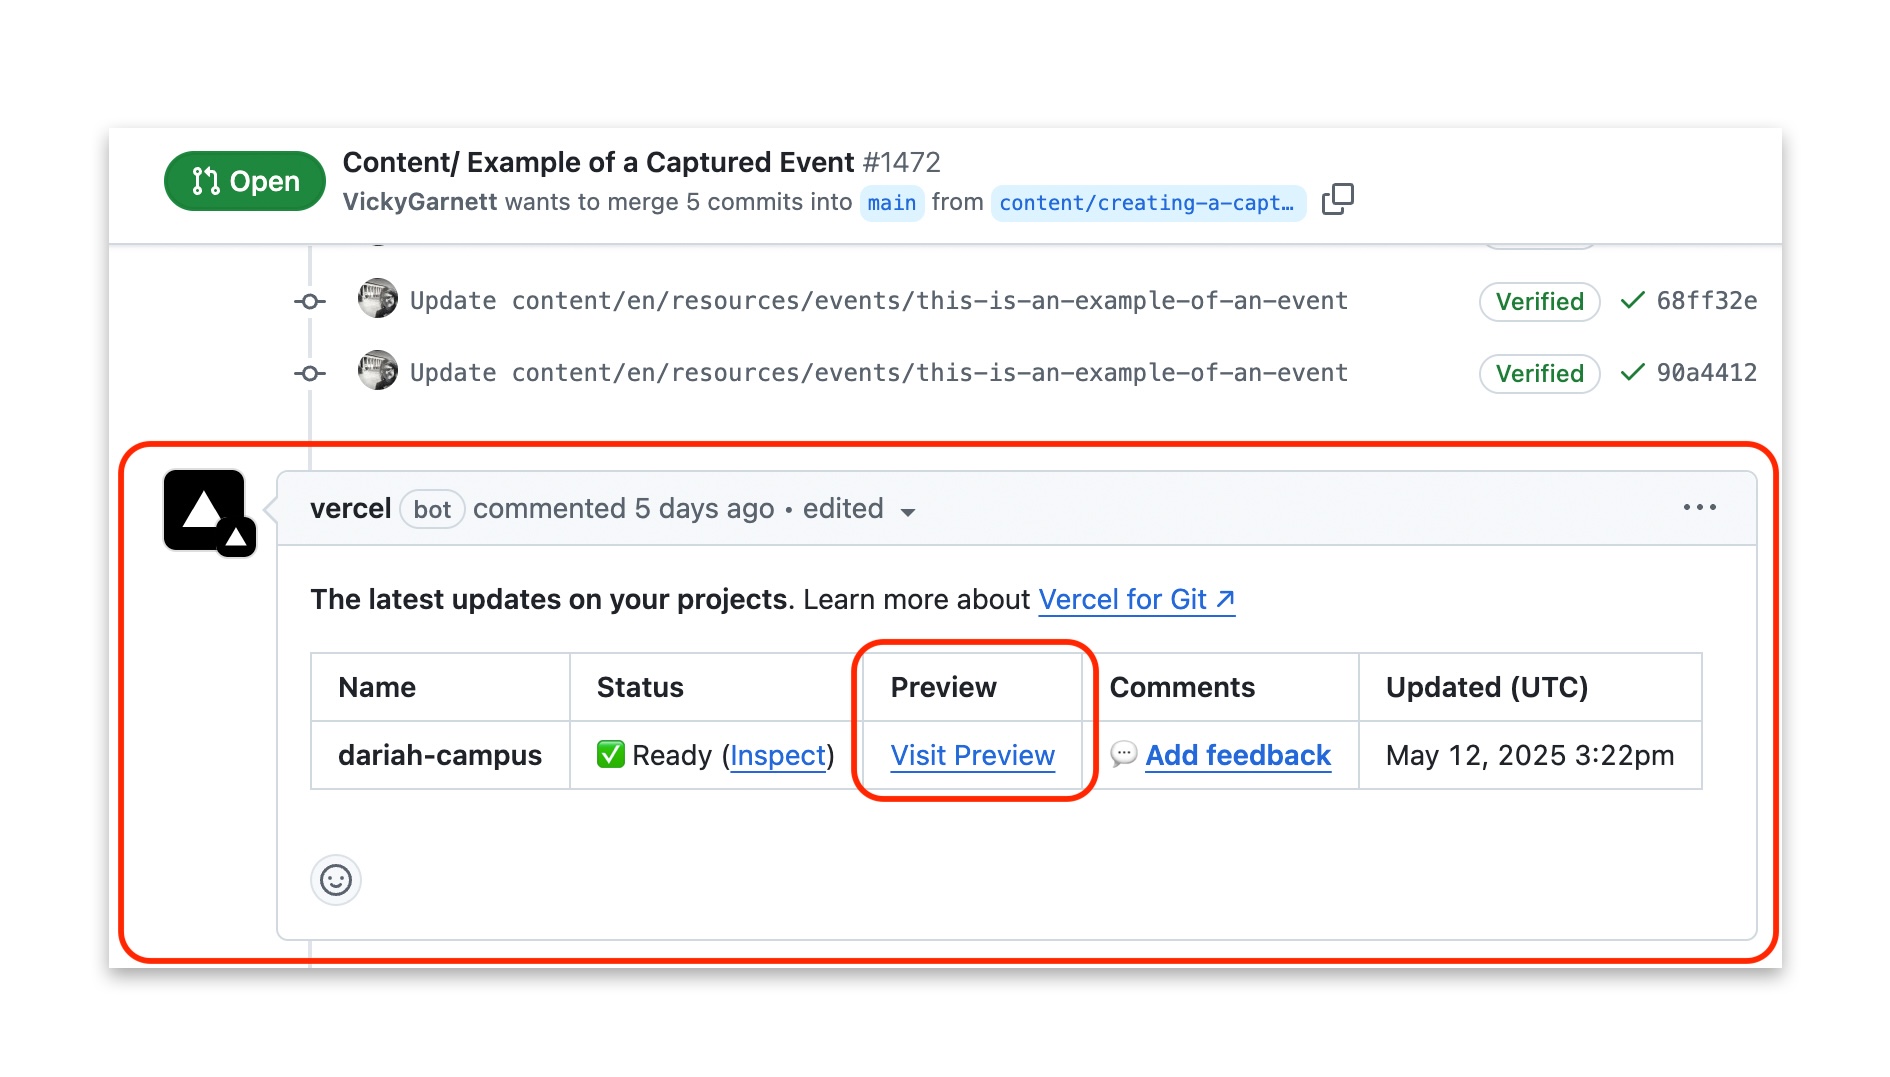 Open
Content/ Example of a Captured Event #1472
VickyGarnett wants to merge 5 commits into main from content/creating-a-capt…
Update content/en/resources/events/this-is-an-example-of-an-event Verified 68ff32e
Update content/en/resources/events/this-is-an-example-of-an-event Verified 90a4412
vercel bot commented 5 days ago • edited
The latest updates on your projects. Learn more about Vercel for Git ↗
Name Status Preview Comments Updated (UTC)
dariah-campus ✅ Ready (Inspect) Visit Preview 💬 Add feedback May 12, 2025 3:22pm